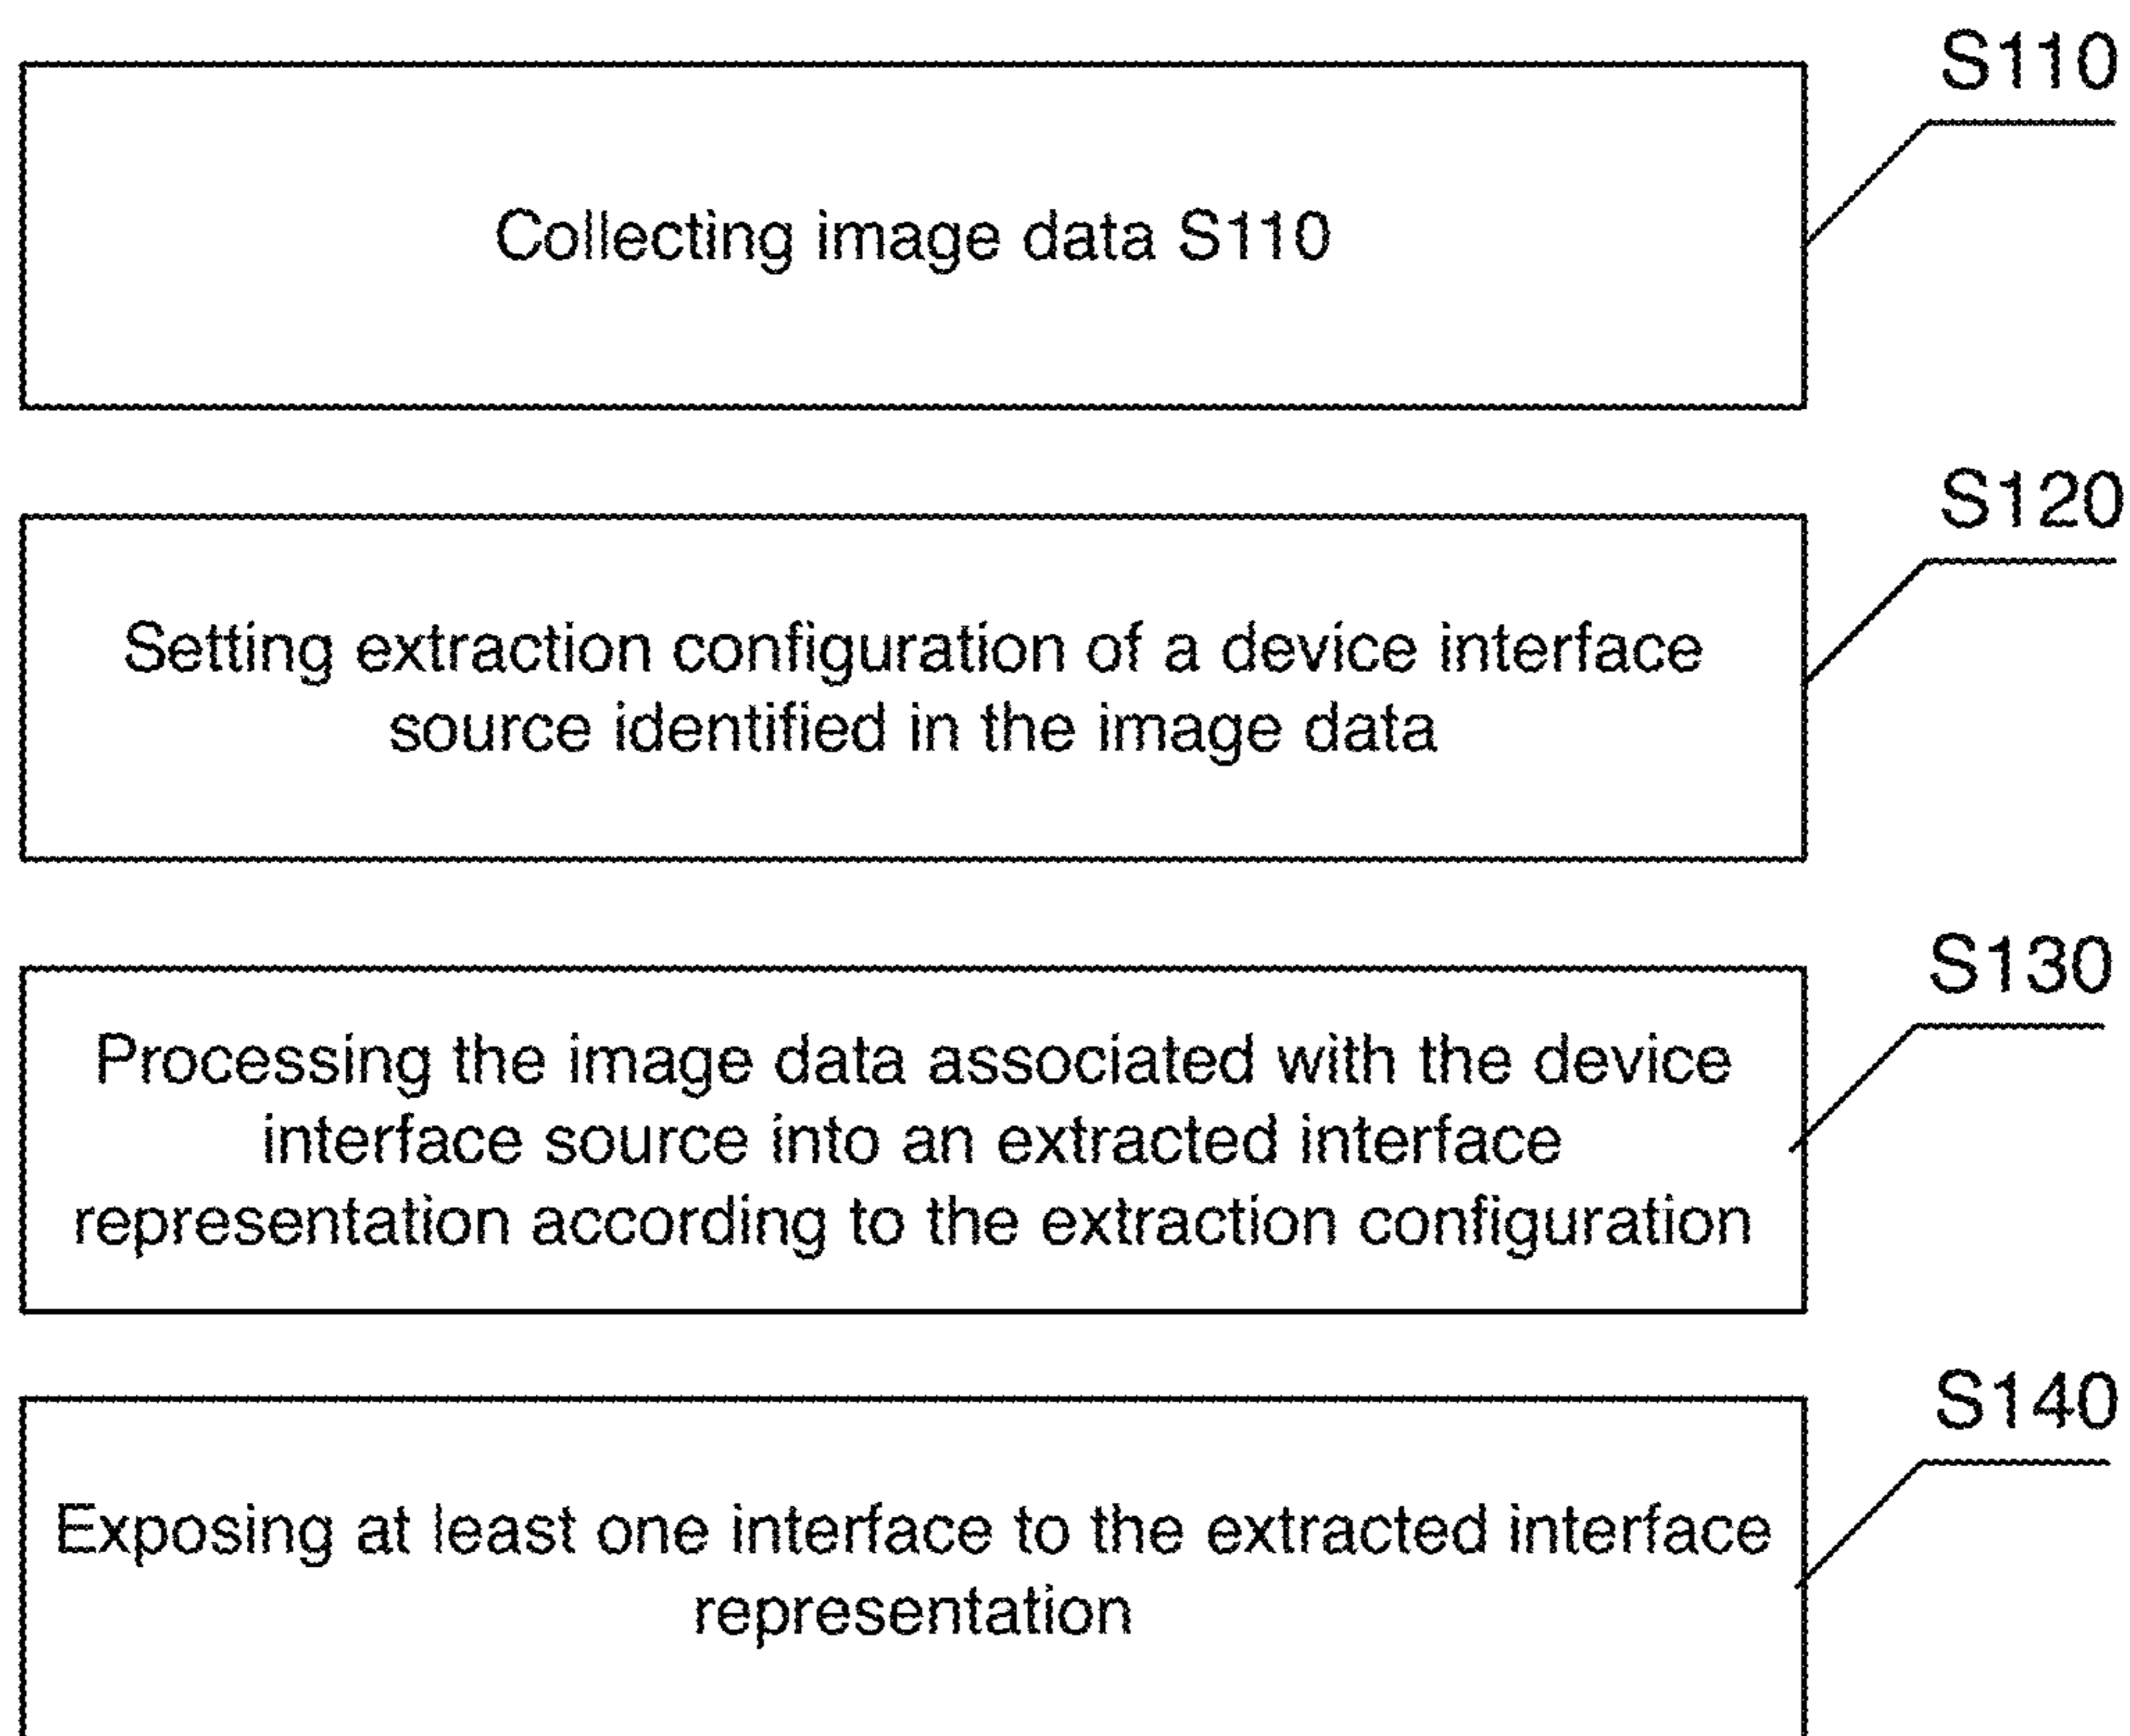 S110
Collecting image data S110
S120
Setting extraction configuration of a device interface
source identified in the image data
S130
Processing the image data associated with the device
interface source into an extracted interface
representation according to the extraction configuration
S140
Exposing at least one interface to the extracted interface
representation